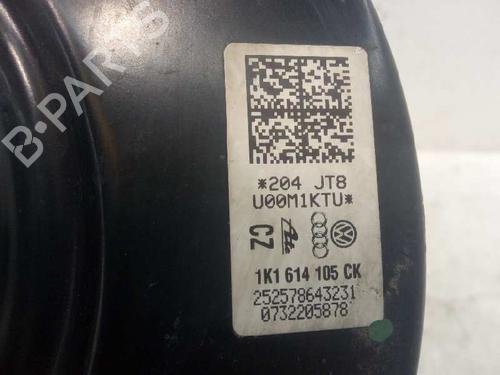 B-PARTS
*204 JT8
U00M1KTU*
CZ
1K1 614 105 CK
252578643231
0732205878